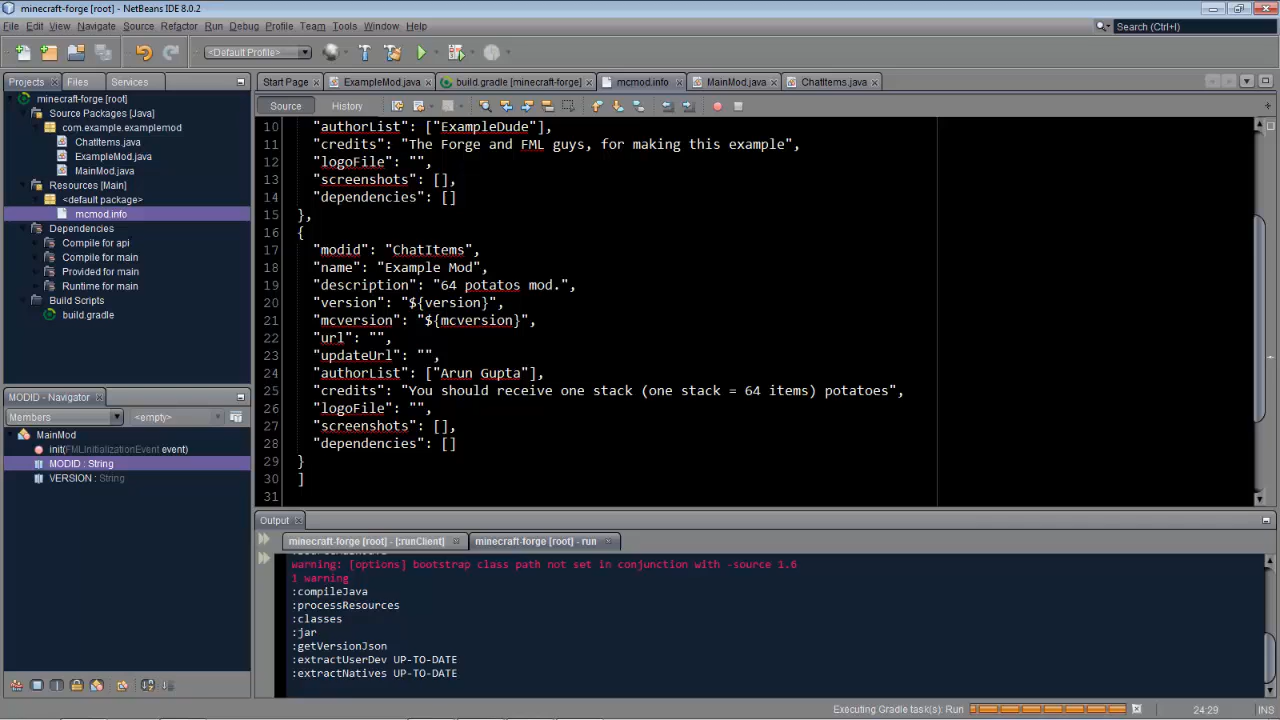 minecraft-forge [root] - NetBeans IDE 8.0.2
File Edit View Navigate Source Refactor Run Debug Profile Team Tools Window Help
Search (Ctrl+I)
<Default Profile>
Projects Files Services
Start Page ExampleMod.java build gradle [minecraft-forge] mcmod.info MainMod.java ChatItems.java
Source History
minecraft-forge [root]
Source Packages [Java]
com.example.examplemod
ChatItems.java
ExampleMod.java
MainMod.java
Resources [Main]
<default package>
mcmod.info
Dependencies
Compile for api
Compile for main
Provided for main
Runtime for main
Build Scripts
build.gradle
MODID - Navigator
Members <empty>
MainMod
init(FMLInitializationEvent event)
MODID : String
VERSION : String
10 "authorList": ["ExampleDude"],
11 "credits": "The Forge and FML guys, for making this example",
12 "logoFile": "",
13 "screenshots": [],
14 "dependencies": []
15 },
16 {
17 "modid": "ChatItems",
18 "name": "Example Mod",
19 "description": "64 potatos mod.",
20 "version": "${version}",
21 "mcversion": "${mcversion}",
22 "url": "",
23 "updateUrl": "",
24 "authorList": ["Arun Gupta"],
25 "credits": "You should receive one stack (one stack = 64 items) potatoes",
26 "logoFile": "",
27 "screenshots": [],
28 "dependencies": []
29 }
30 ]
31
Output
minecraft-forge [root] - [:runClient] minecraft-forge [root] - run
warning: [options] bootstrap class path not set in conjunction with -source 1.6
1 warning
:compileJava
:processResources
:classes
:jar
:getVersionJson
:extractUserDev UP-TO-DATE
:extractNatives UP-TO-DATE
Executing Gradle task(s): Run
24:29 INS